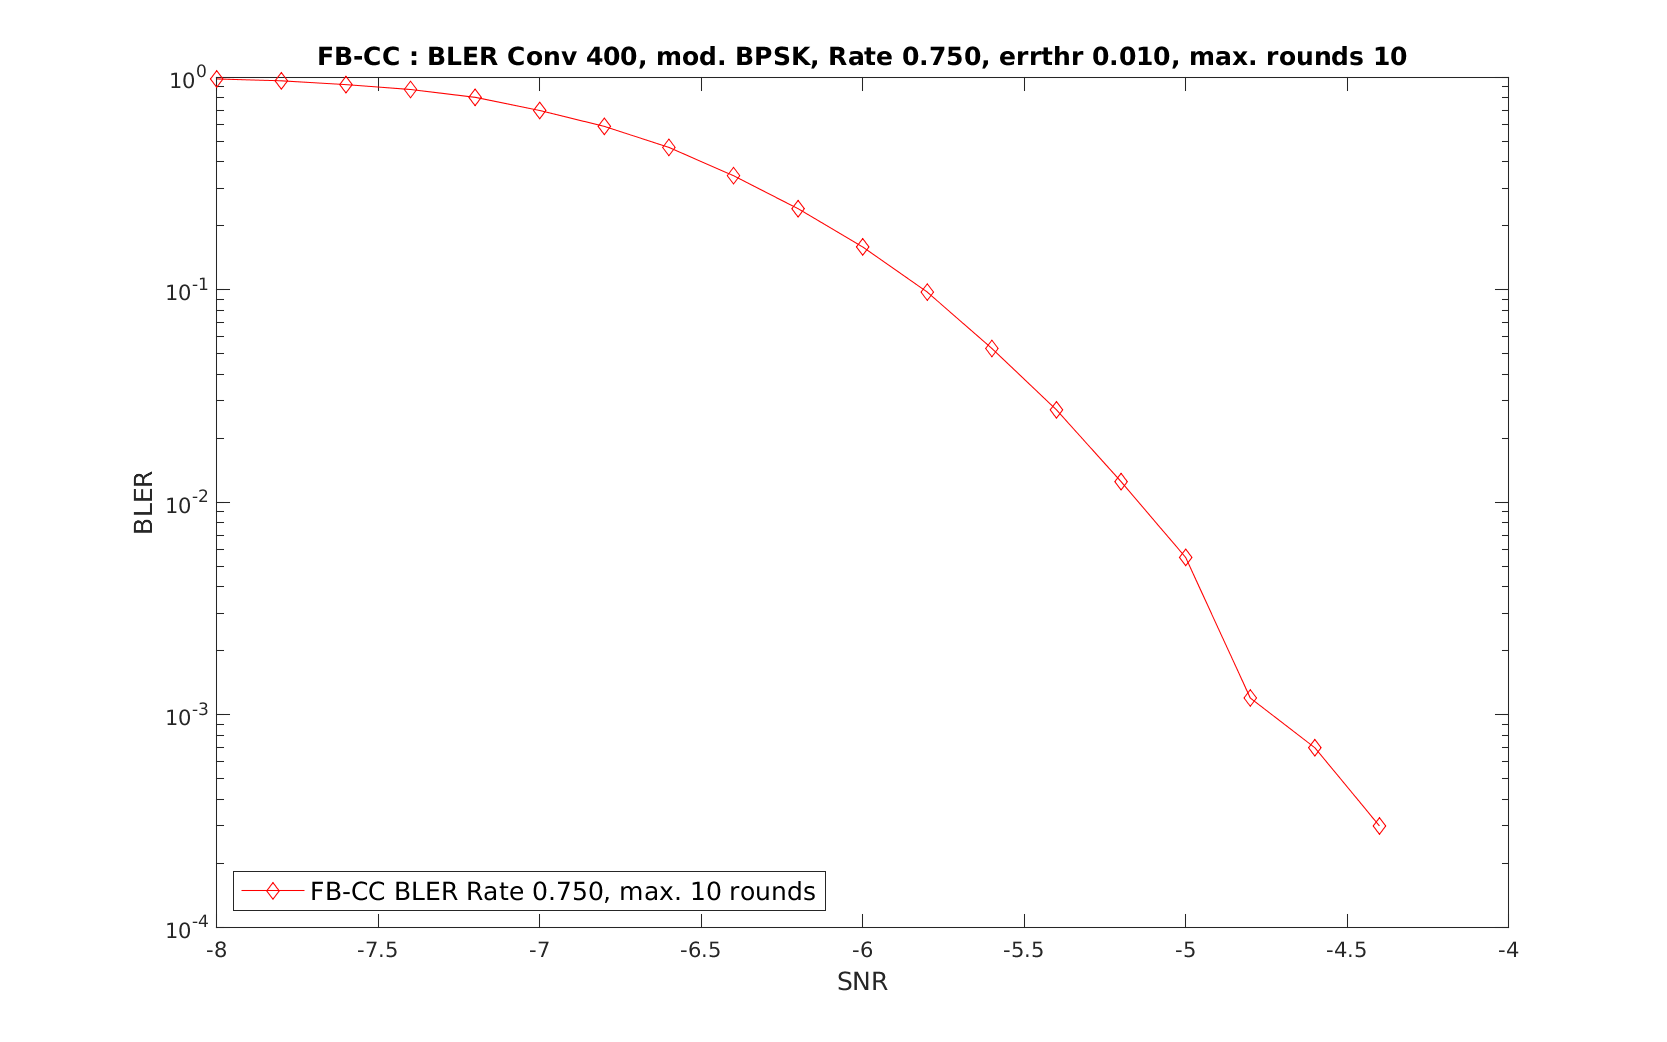 FB-CC : BLER Conv 400, mod. BPSK, Rate 0.750, errthr 0.010, max. rounds 10
10^0
10^-1
10^-2
10^-3
10^-4
BLER
FB-CC BLER Rate 0.750, max. 10 rounds
-8 -7.5 -7 -6.5 -6 -5.5 -5 -4.5 -4
SNR